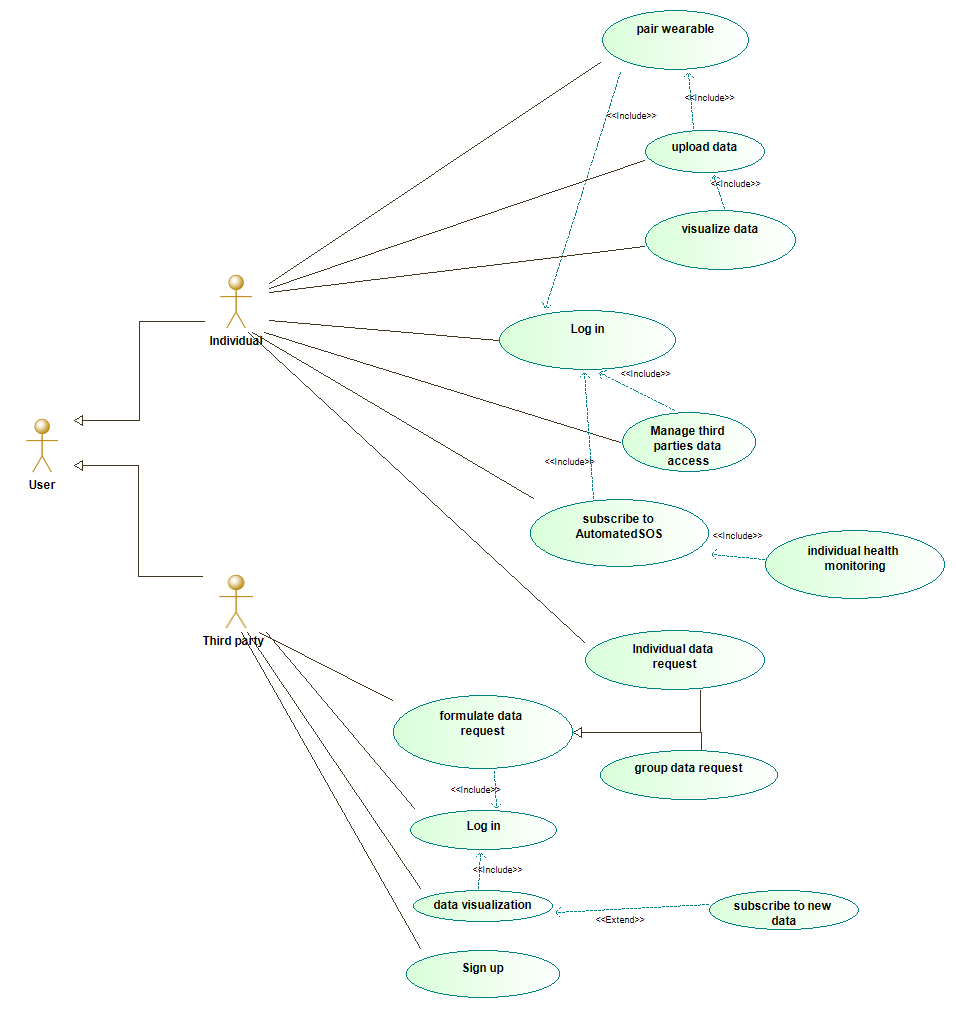 pair wearable
<<Include>>
<<Include>>
upload data
<<Include>>
visualize data
Individual
Log in
<<Include>>
Manage third
parties data
access
User
<<Include>>
subscribe to
AutomatedSOS
<<Include>>
individual health
monitoring
Third party
Individual data
request
formulate data
request
group data request
<<Include>>
Log in
<<Include>>
data visualization
subscribe to new
data
<<Extend>>
Sign up